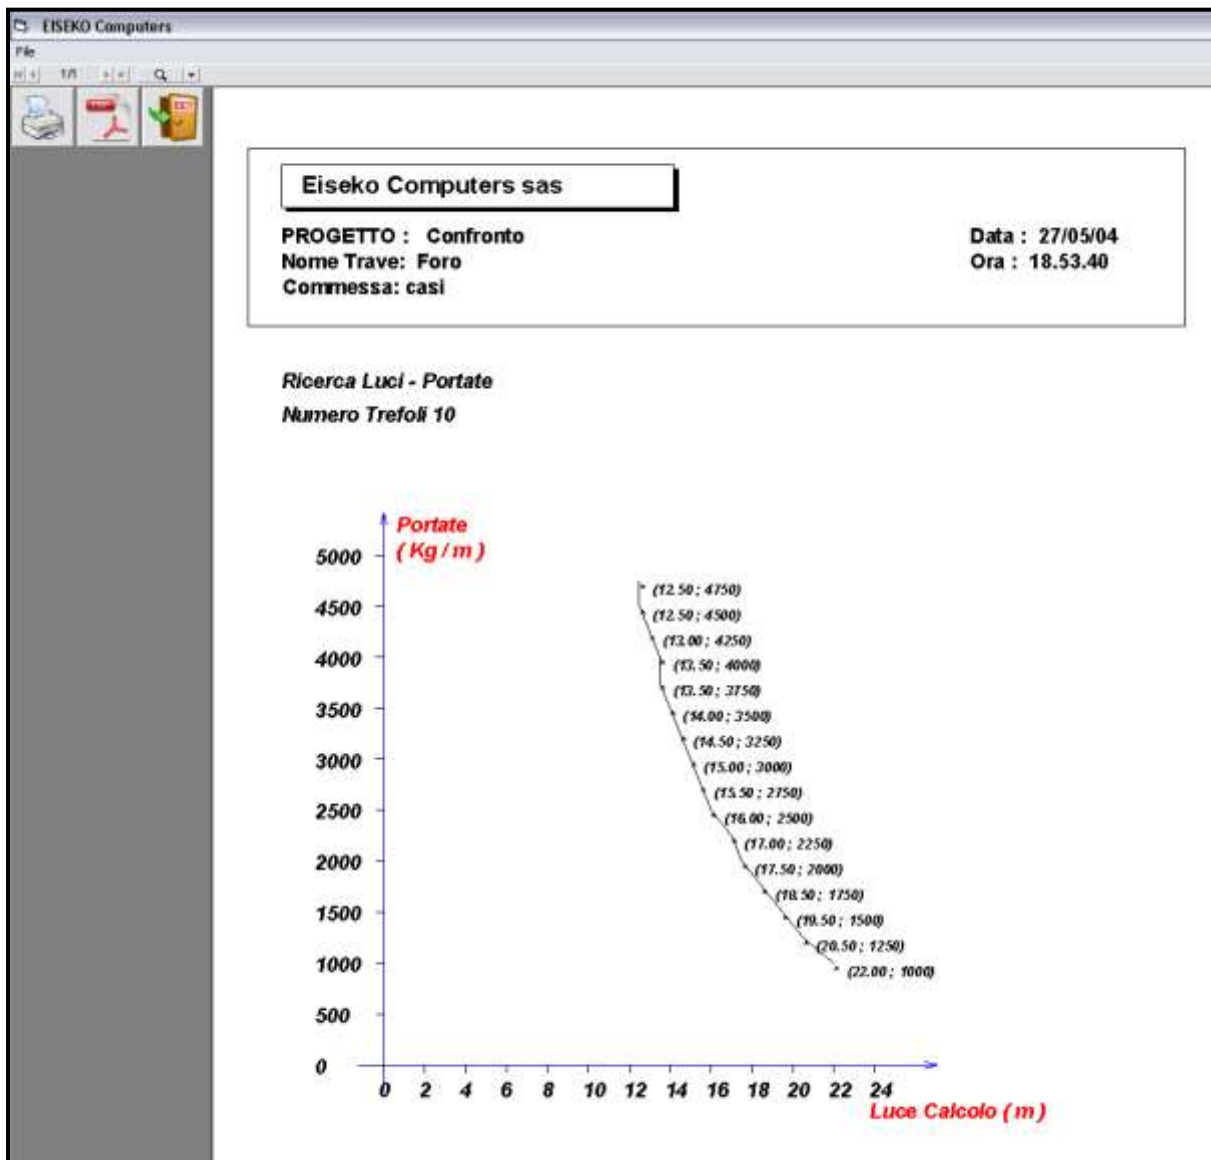 EISEKO Computers
File
1/1
Eiseko Computers sas
PROGETTO : Confronto
Data : 27/05/04
Nome Trave: Foro
Ora : 18.53.40
Commessa: casi
Ricerca Luci - Portate
Numero Trefoli 10
Portate
( Kg / m )
5000
4500
4000
3500
3000
2500
2000
1500
1000
500
0
(12.50 ; 4750)
(12.50 ; 4500)
(13.00 ; 4250)
(13.50 ; 4000)
(13.50 ; 3750)
(14.00 ; 3500)
(14.50 ; 3250)
(15.00 ; 3000)
(15.50 ; 2750)
(16.00 ; 2500)
(17.00 ; 2250)
(17.50 ; 2000)
(18.50 ; 1750)
(19.50 ; 1500)
(20.50 ; 1250)
(22.00 ; 1000)
0 2 4 6 8 10 12 14 16 18 20 22 24
Luce Calcolo ( m )